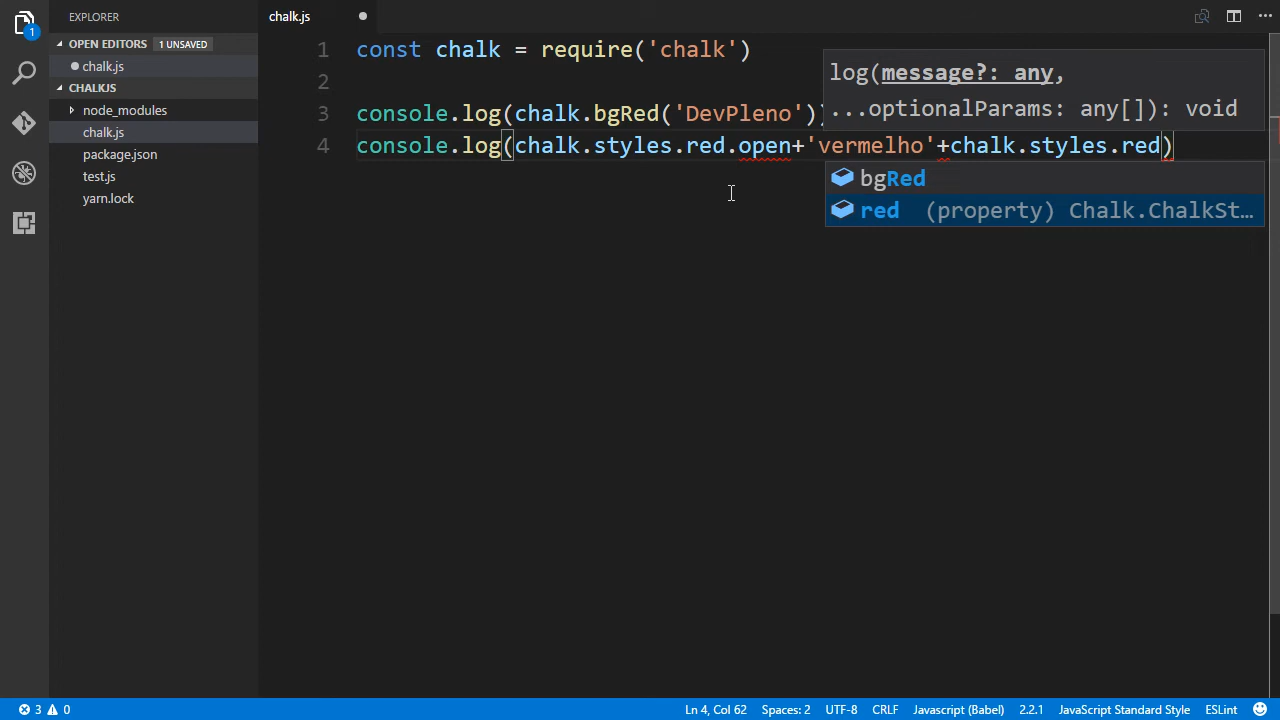 EXPLORER
OPEN EDITORS 1 UNSAVED
chalk.js
CHALKJS
node_modules
chalk.js
package.json
test.js
yarn.lock
1
chalk.js
1 const chalk = require('chalk')
2
3 console.log(chalk.bgRed('DevPleno'))
4 console.log(chalk.styles.red.open+'vermelho'+chalk.styles.red)
log(message?: any,
...optionalParams: any[]): void
bgRed
red (property) Chalk.ChalkSt…
3 0
Ln 4, Col 62 Spaces: 2 UTF-8 CRLF Javascript (Babel) 2.2.1 JavaScript Standard Style ESLint